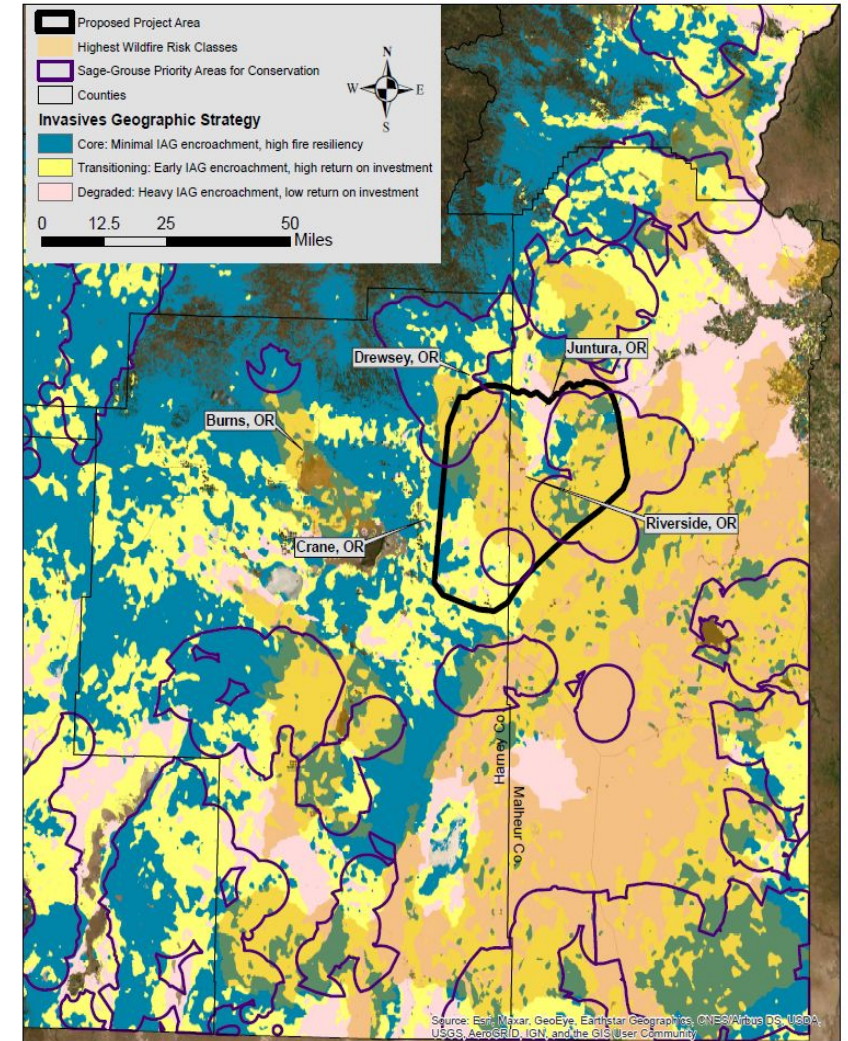 Proposed Project Area
Highest Wildfire Risk Classes
Sage-Grouse Priority Areas for Conservation
Counties
Invasives Geographic Strategy
Core: Minimal IAG encroachment, high fire resiliency
Transitioning: Early IAG encroachment, high return on investment
Degraded: Heavy IAG encroachment, low return on investment
0 12.5 25 50
Miles
N
W E
S
Drewsey, OR
Juntura, OR
Burns, OR
Riverside, OR
Crane, OR
Harney Co.
Malheur Co.
Source: Esri, Maxar, GeoEye, Earthstar Geographics, CNES/Airbus DS, USDA,
USGS, AeroGRID, IGN, and the GIS User Community